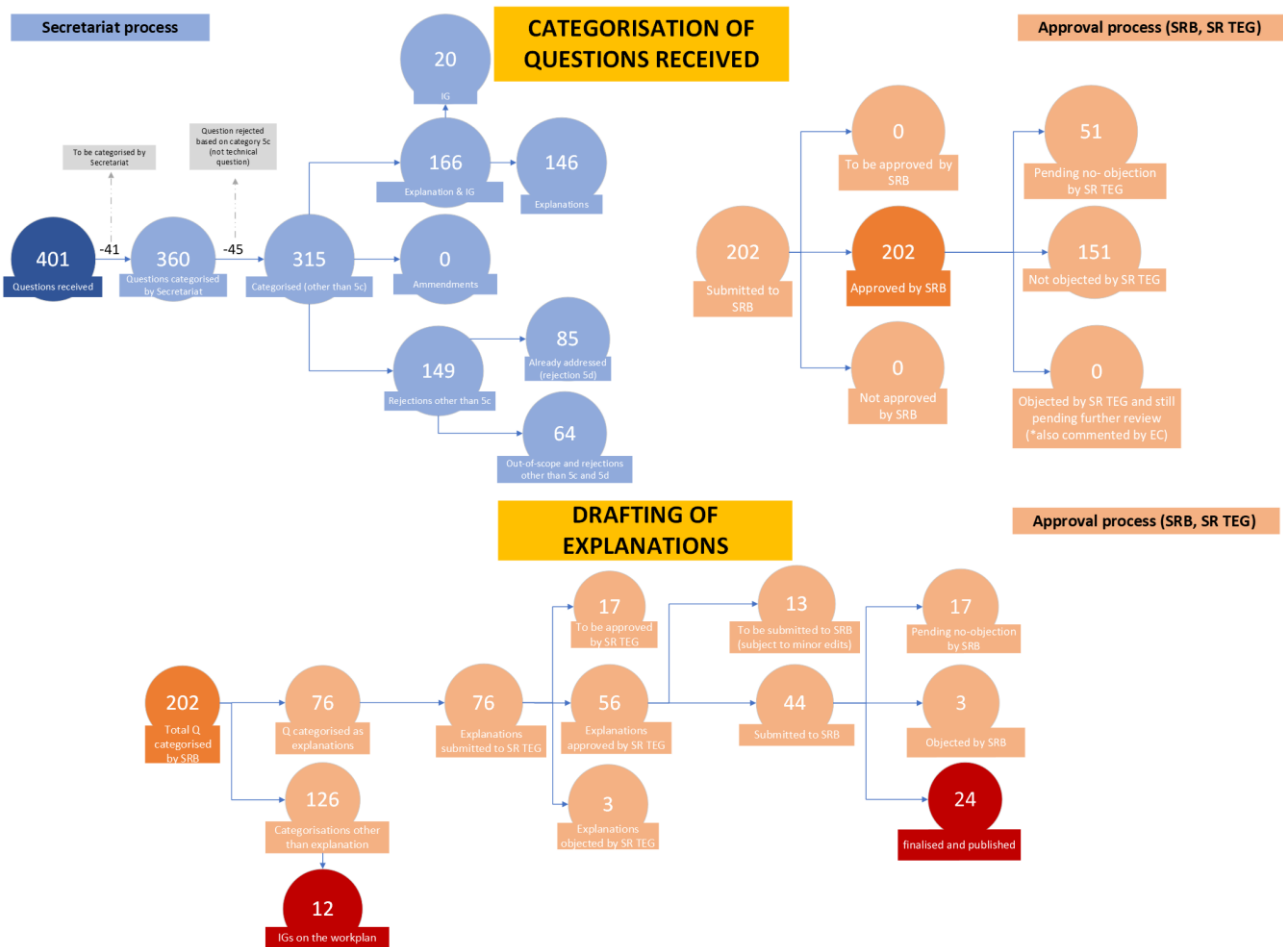 Secretariat process
CATEGORISATION OF
QUESTIONS RECEIVED
Approval process (SRB, SR TEG)
20
IG
To be categorised by
Secretariat
Question rejected
based on category 5c
(not technical
question)
166
Explanation & IG
146
Explanations
401
Questions received
-41
360
Questions categorised
by Secretariat
-45
315
Categorised (other than 5c)
0
Ammendments
149
Rejections other than 5c
85
Already addressed
(rejection 5d)
64
Out-of-scope and rejections
other than 5c and 5d
0
To be approved by
SRB
51
Pending no- objection
by SR TEG
202
Submitted to
SRB
202
Approved by SRB
151
Not objected by SR TEG
0
Not approved
by SRB
0
Objected by SR TEG and still
pending further review
(*also commented by EC)
DRAFTING OF
EXPLANATIONS
Approval process (SRB, SR TEG)
17
To be approved
by SR TEG
13
To be submitted to SRB
(subject to minor edits)
17
Pending no-objection
by SRB
202
Total Q
categorised
by SRB
76
Q categorised as
explanations
76
Explanations
submitted to SR TEG
56
Explanations
approved by SR TEG
44
Submitted to SRB
3
Objected by SRB
126
Categorisations other
than explanation
3
Explanations
objected by SR TEG
24
finalised and published
12
IGs on the workplan